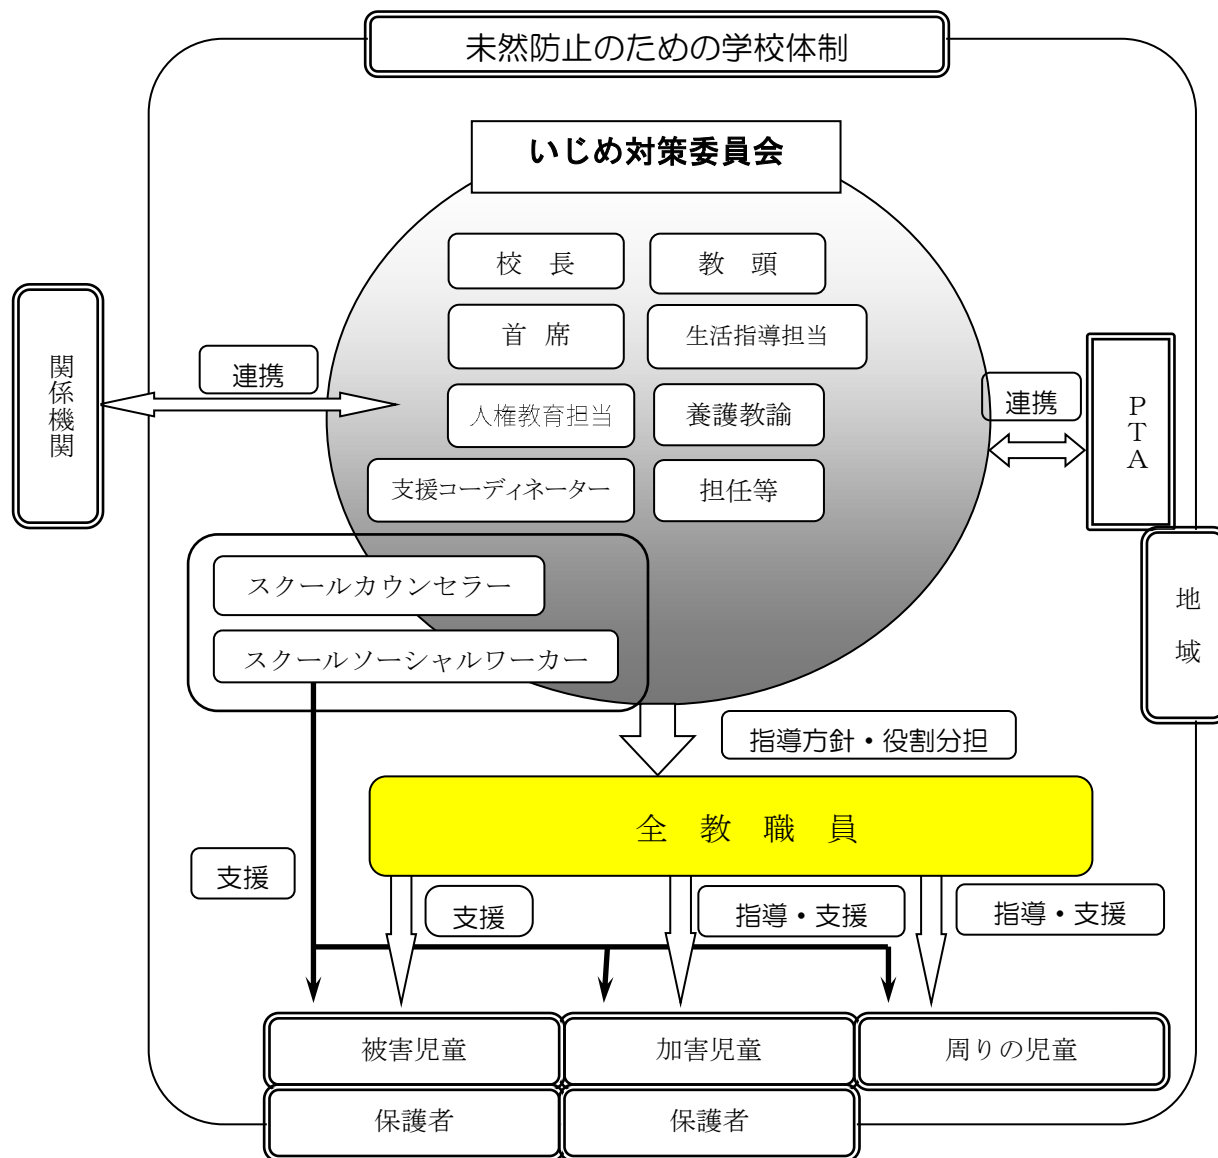 未然防止のための学校体制
いじめ対策委員会
校　長
教　頭
首　席
生活指導担当
人権教育担当
養護教諭
支援コーディネーター
担任等
関係機関
連携
連携
PTA
地域
スクールカウンセラー
スクールソーシャルワーカー
指導方針・役割分担
全　教　職　員
支援
支援
指導・支援
指導・支援
被害児童
加害児童
周りの児童
保護者
保護者